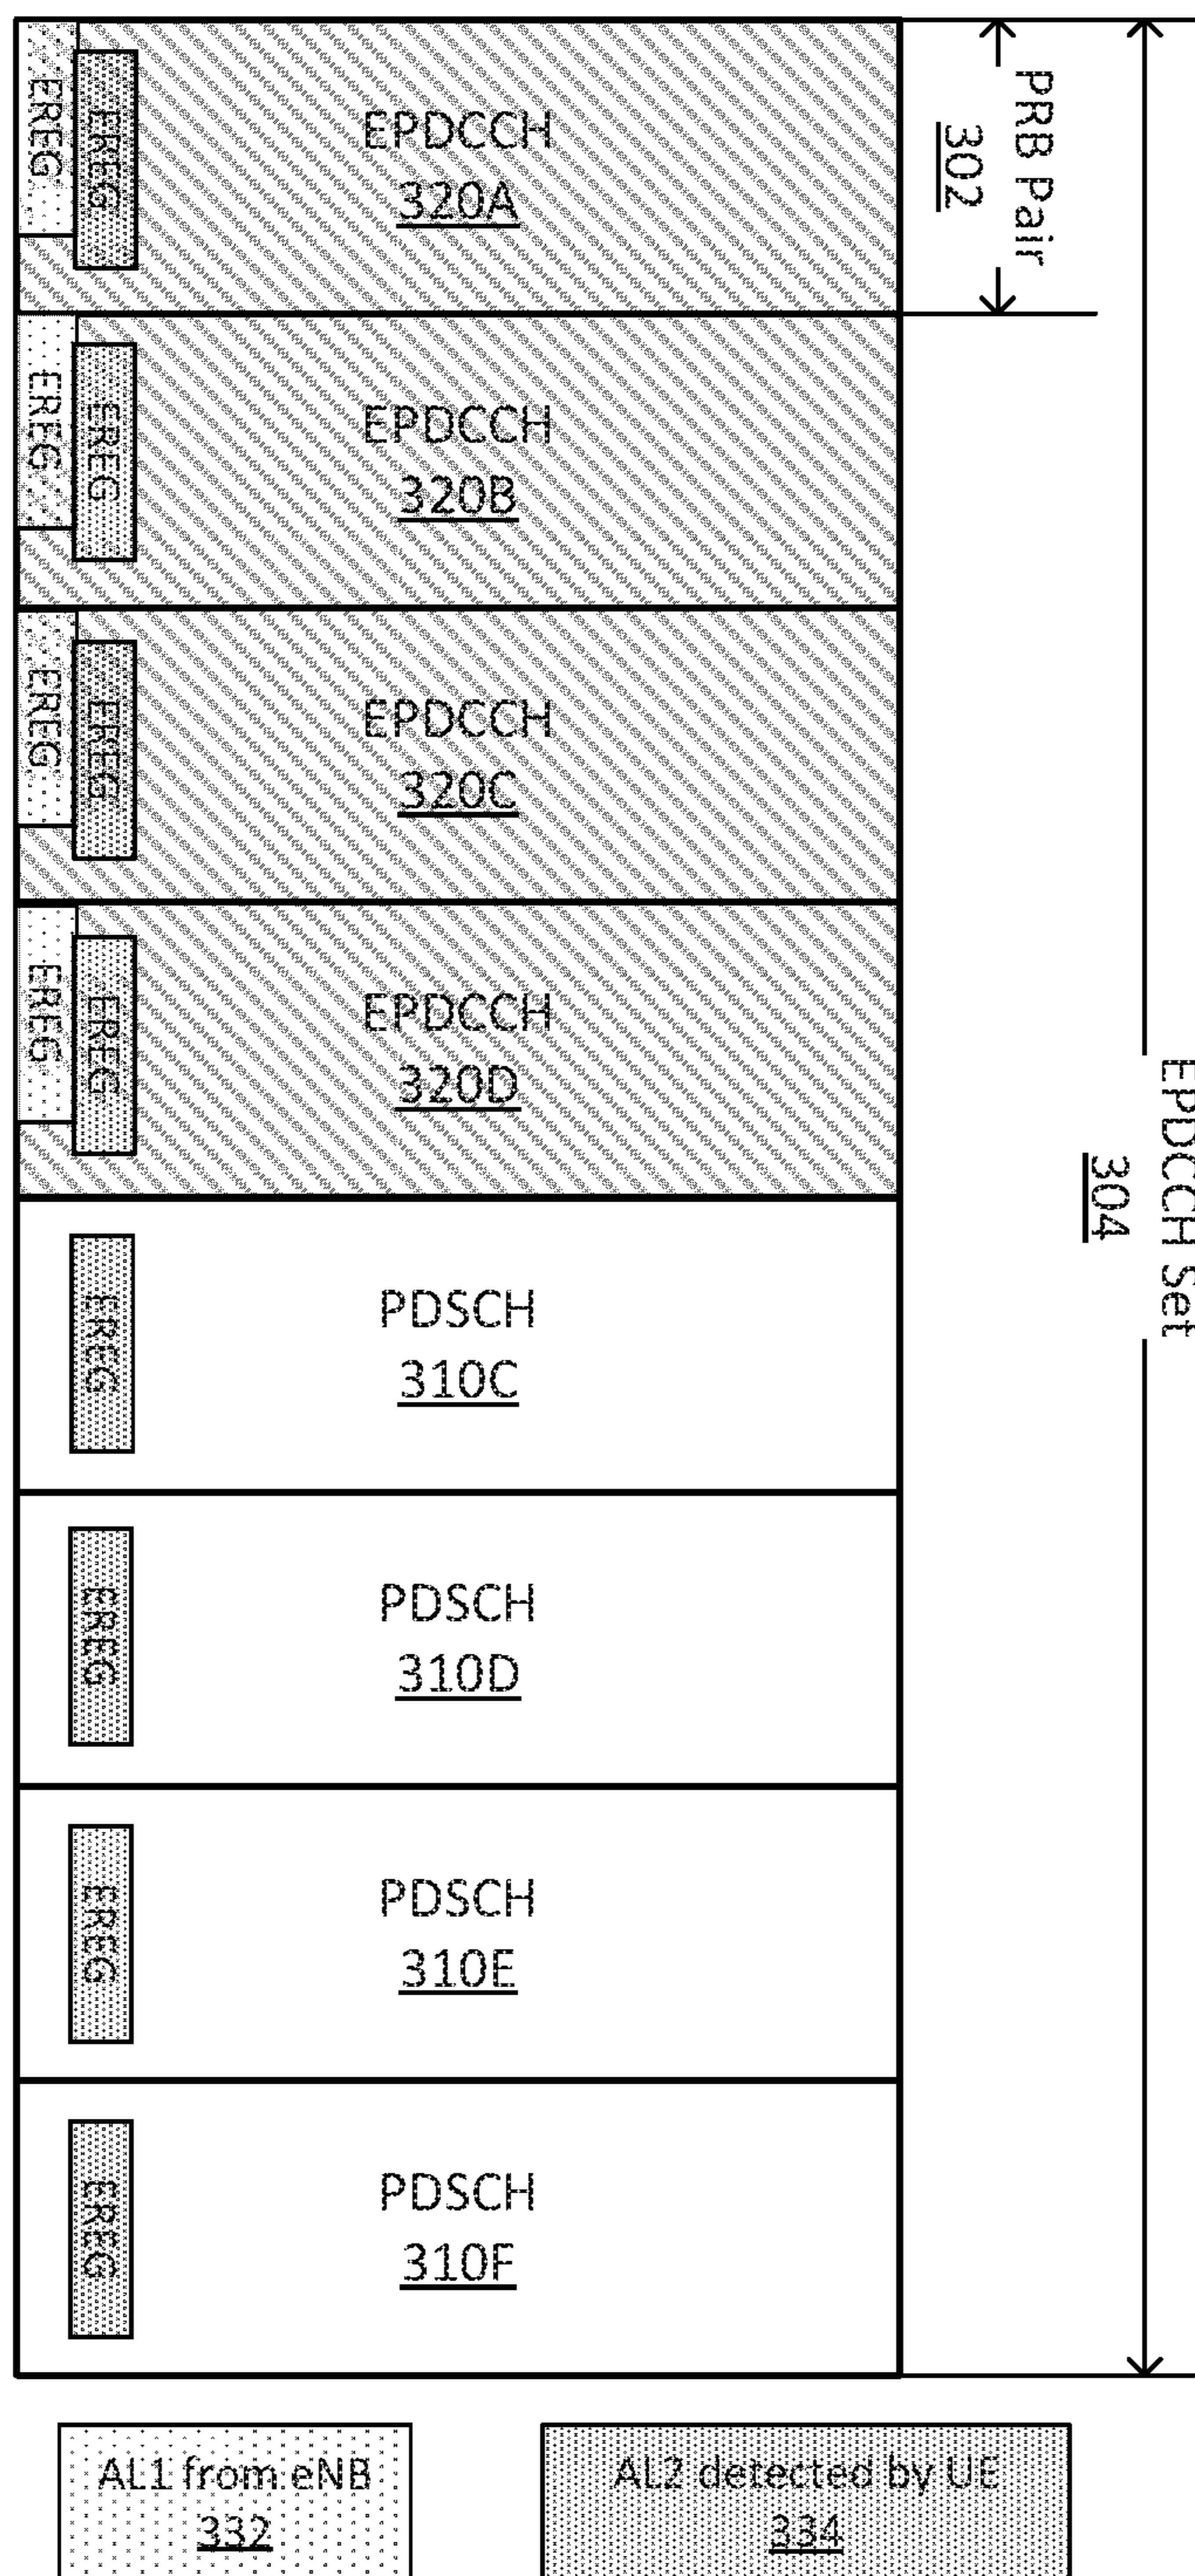 PRB Pair
302
EPDCCH Set
304
EREG
EREG
EPDCCH
320A
EREG
EREG
EPDCCH
320B
EREG
EREG
EPDCCH
320C
EREG
EREG
EPDCCH
320D
EREG
PDSCH
310C
EREG
PDSCH
310D
EREG
PDSCH
310E
EREG
PDSCH
310F
AL1 from eNB
332
AL2 detected by UE
334